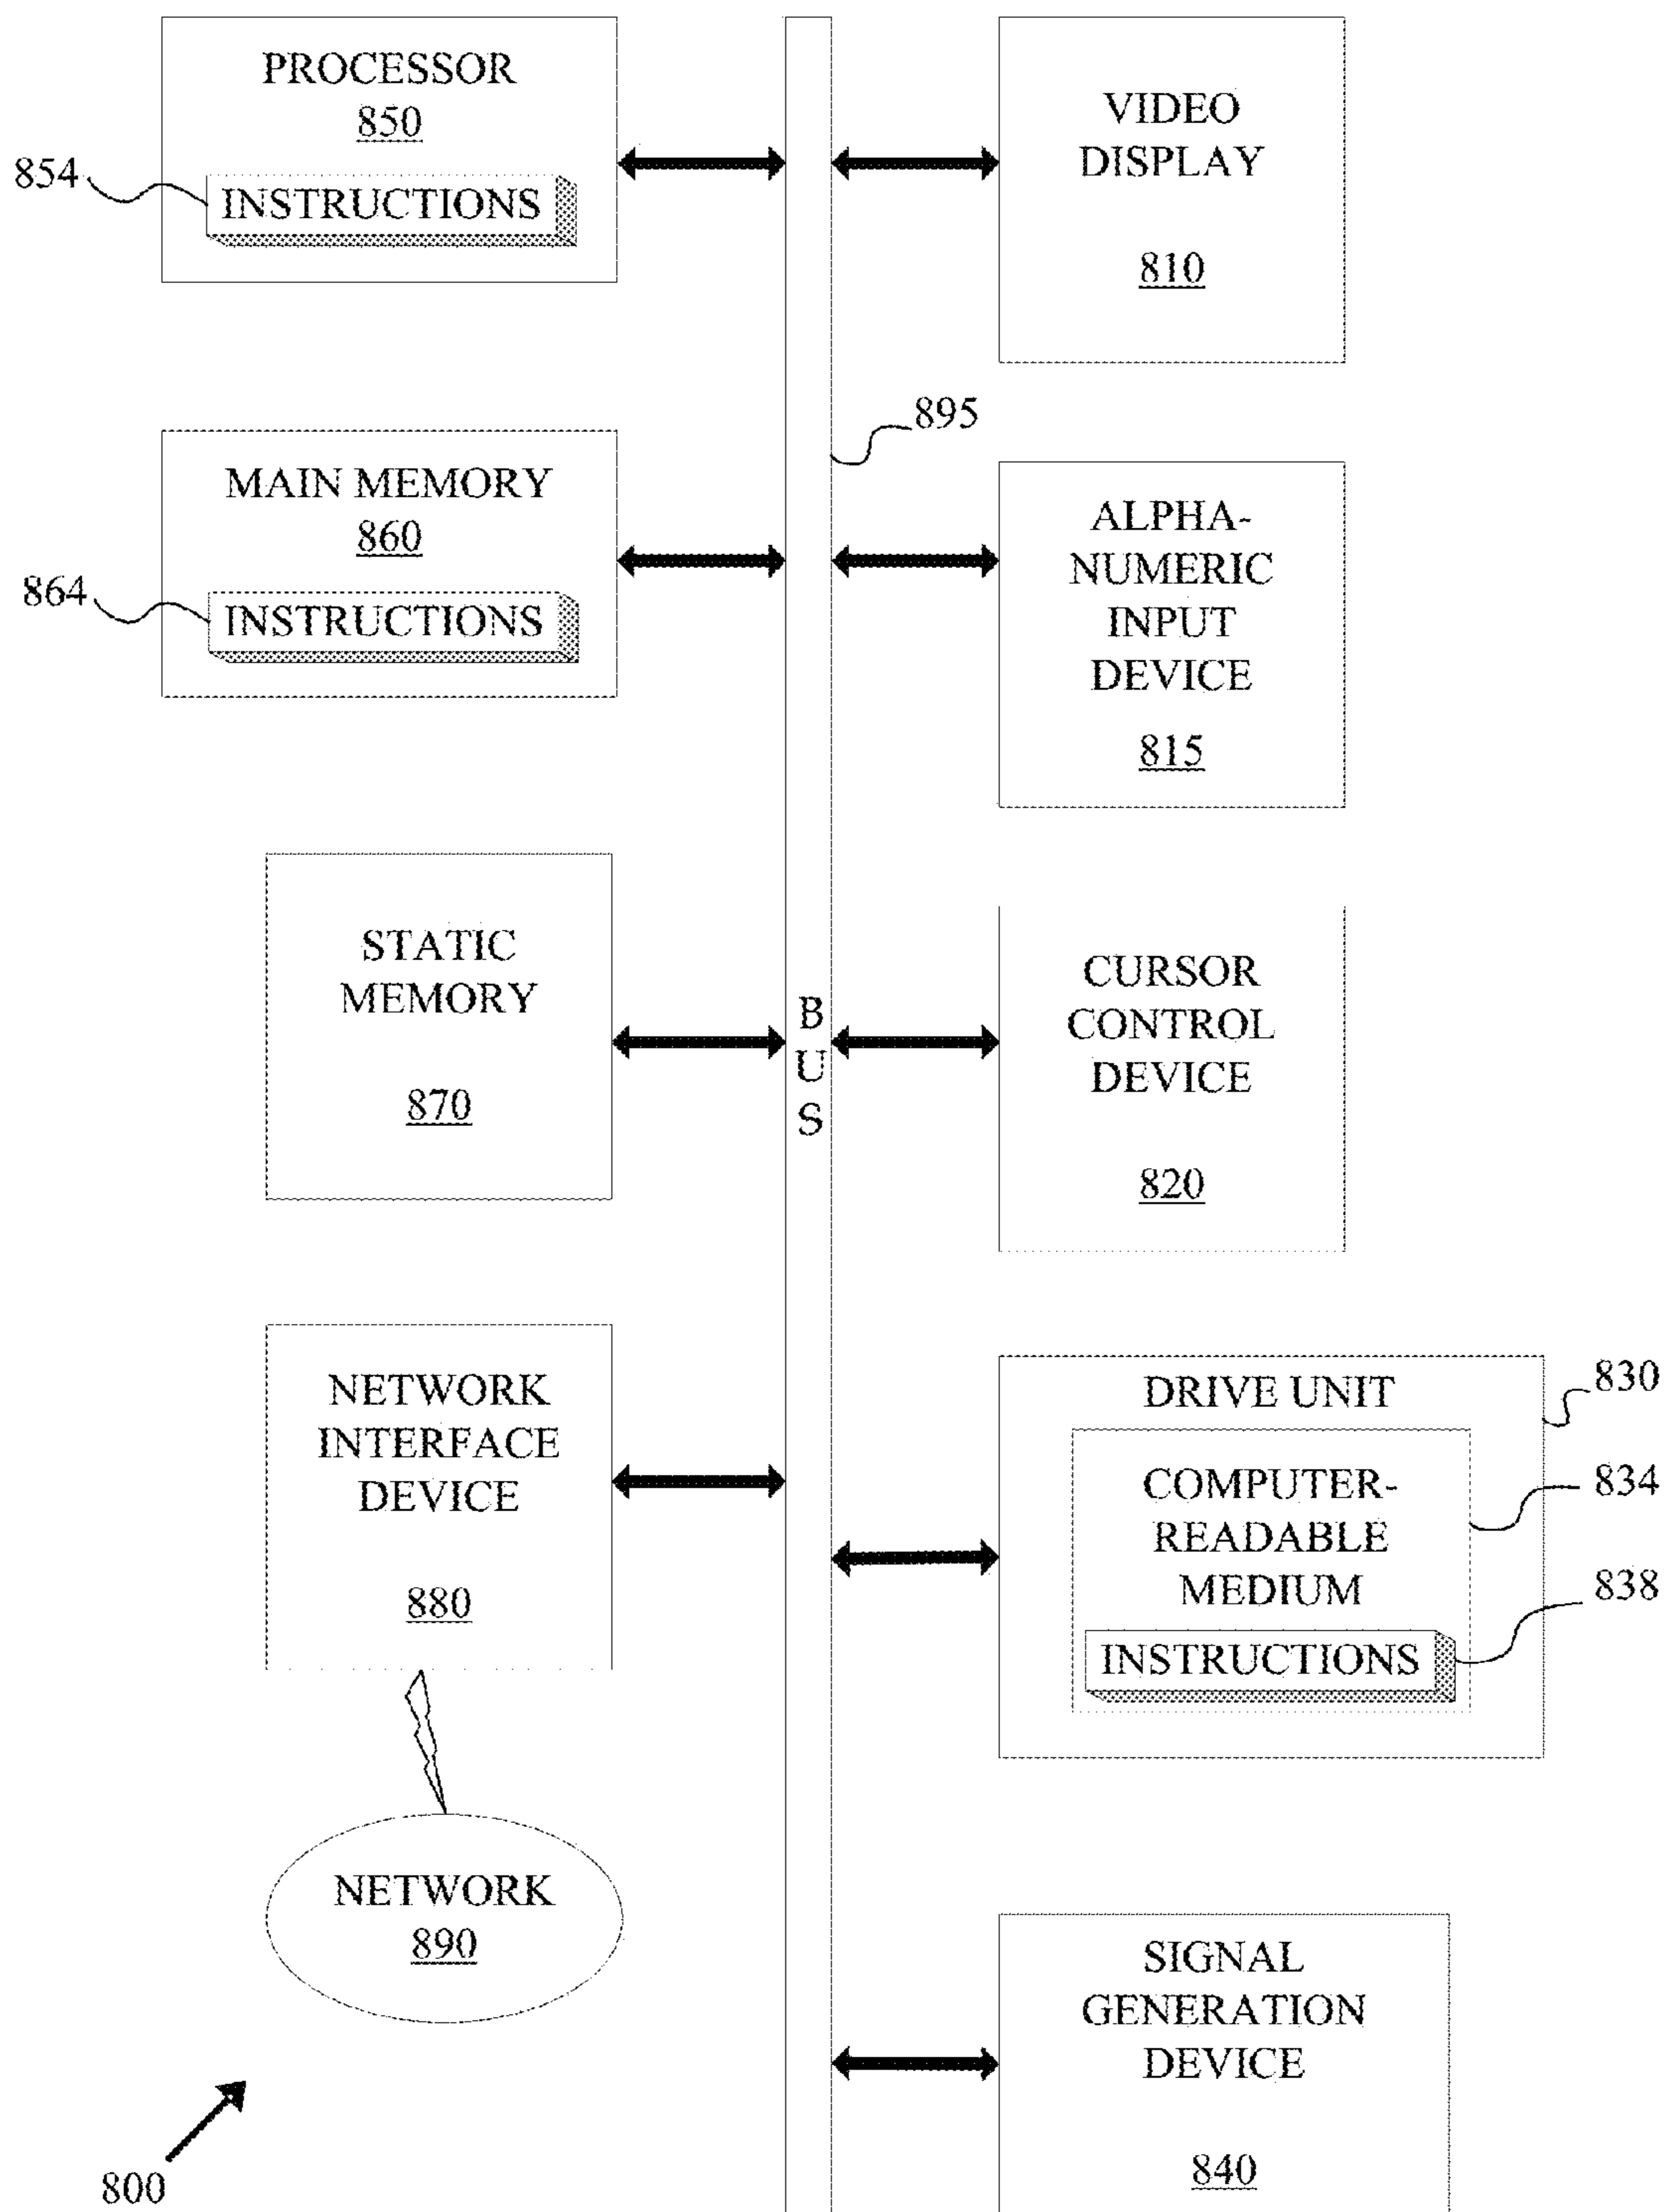 PROCESSOR
850
854
INSTRUCTIONS
VIDEO
DISPLAY
810
895
MAIN MEMORY
860
864
INSTRUCTIONS
ALPHA-
NUMERIC
INPUT
DEVICE
815
STATIC
MEMORY
870
B
U
S
CURSOR
CONTROL
DEVICE
820
NETWORK
INTERFACE
DEVICE
880
DRIVE UNIT
830
COMPUTER-
READABLE
MEDIUM
834
838
INSTRUCTIONS
NETWORK
890
SIGNAL
GENERATION
DEVICE
840
800